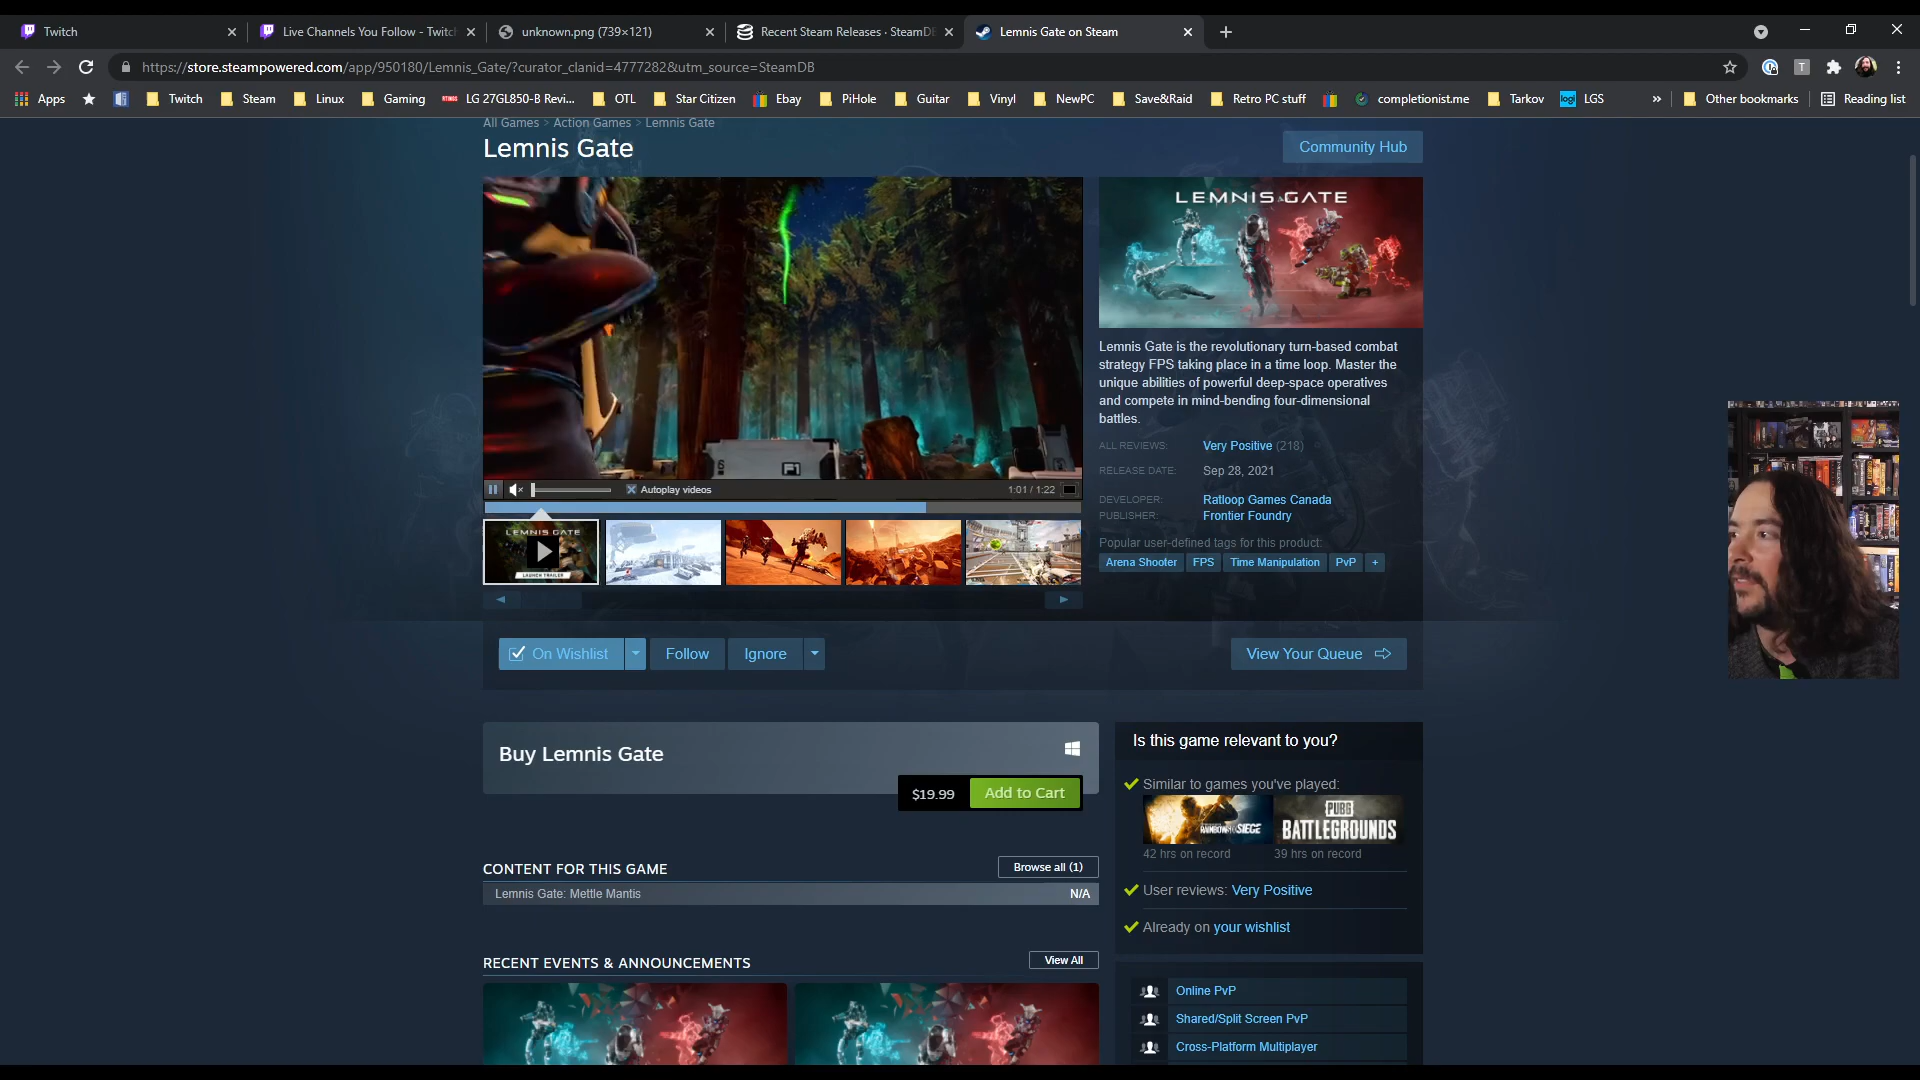 Twitch
Live Channels You Follow - Twitch
unknown.png (739×121)
Recent Steam Releases · SteamDB
Lemnis Gate on Steam
https://store.steampowered.com/app/950180/Lemnis_Gate/?curator_clanid=4777282&utm_source=SteamDB
Apps
Twitch
Steam
Linux
Gaming
LG 27GL850-B Revi...
OTL
Star Citizen
Ebay
PiHole
Guitar
Vinyl
NewPC
Save&Raid
Retro PC stuff
completionist.me
Tarkov
LGS
»
Other bookmarks
Reading list
All Games > Action Games > Lemnis Gate
Lemnis Gate
Community Hub
LEMNIS GATE
Lemnis Gate is the revolutionary turn-based combat
strategy FPS taking place in a time loop. Master the
unique abilities of powerful deep-space operatives
and compete in mind-bending four-dimensional
battles.
ALL REVIEWS: Very Positive (218)
RELEASE DATE: Sep 28, 2021
DEVELOPER: Ratloop Games Canada
PUBLISHER: Frontier Foundry
Popular user-defined tags for this product:
Arena Shooter FPS Time Manipulation PvP +
Autoplay videos
1:01 / 1:22
LEMNIS GATE
LAUNCH TRAILER
On Wishlist
Follow
Ignore
View Your Queue
Buy Lemnis Gate
$19.99
Add to Cart
Is this game relevant to you?
Similar to games you've played:
RAINBOW SIEGE
PUBG
BATTLEGROUNDS
42 hrs on record
39 hrs on record
User reviews: Very Positive
Already on your wishlist
CONTENT FOR THIS GAME
Browse all (1)
Lemnis Gate: Mettle Mantis
N/A
RECENT EVENTS & ANNOUNCEMENTS
View All
Online PvP
Shared/Split Screen PvP
Cross-Platform Multiplayer